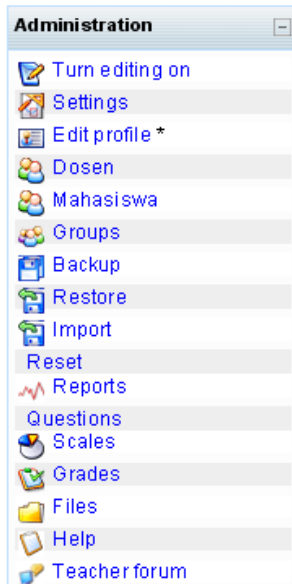 Administration
Turn editing on
Settings
Edit profile *
Dosen
Mahasiswa
Groups
Backup
Restore
Import
Reset
Reports
Questions
Scales
Grades
Files
Help
Teacher forum